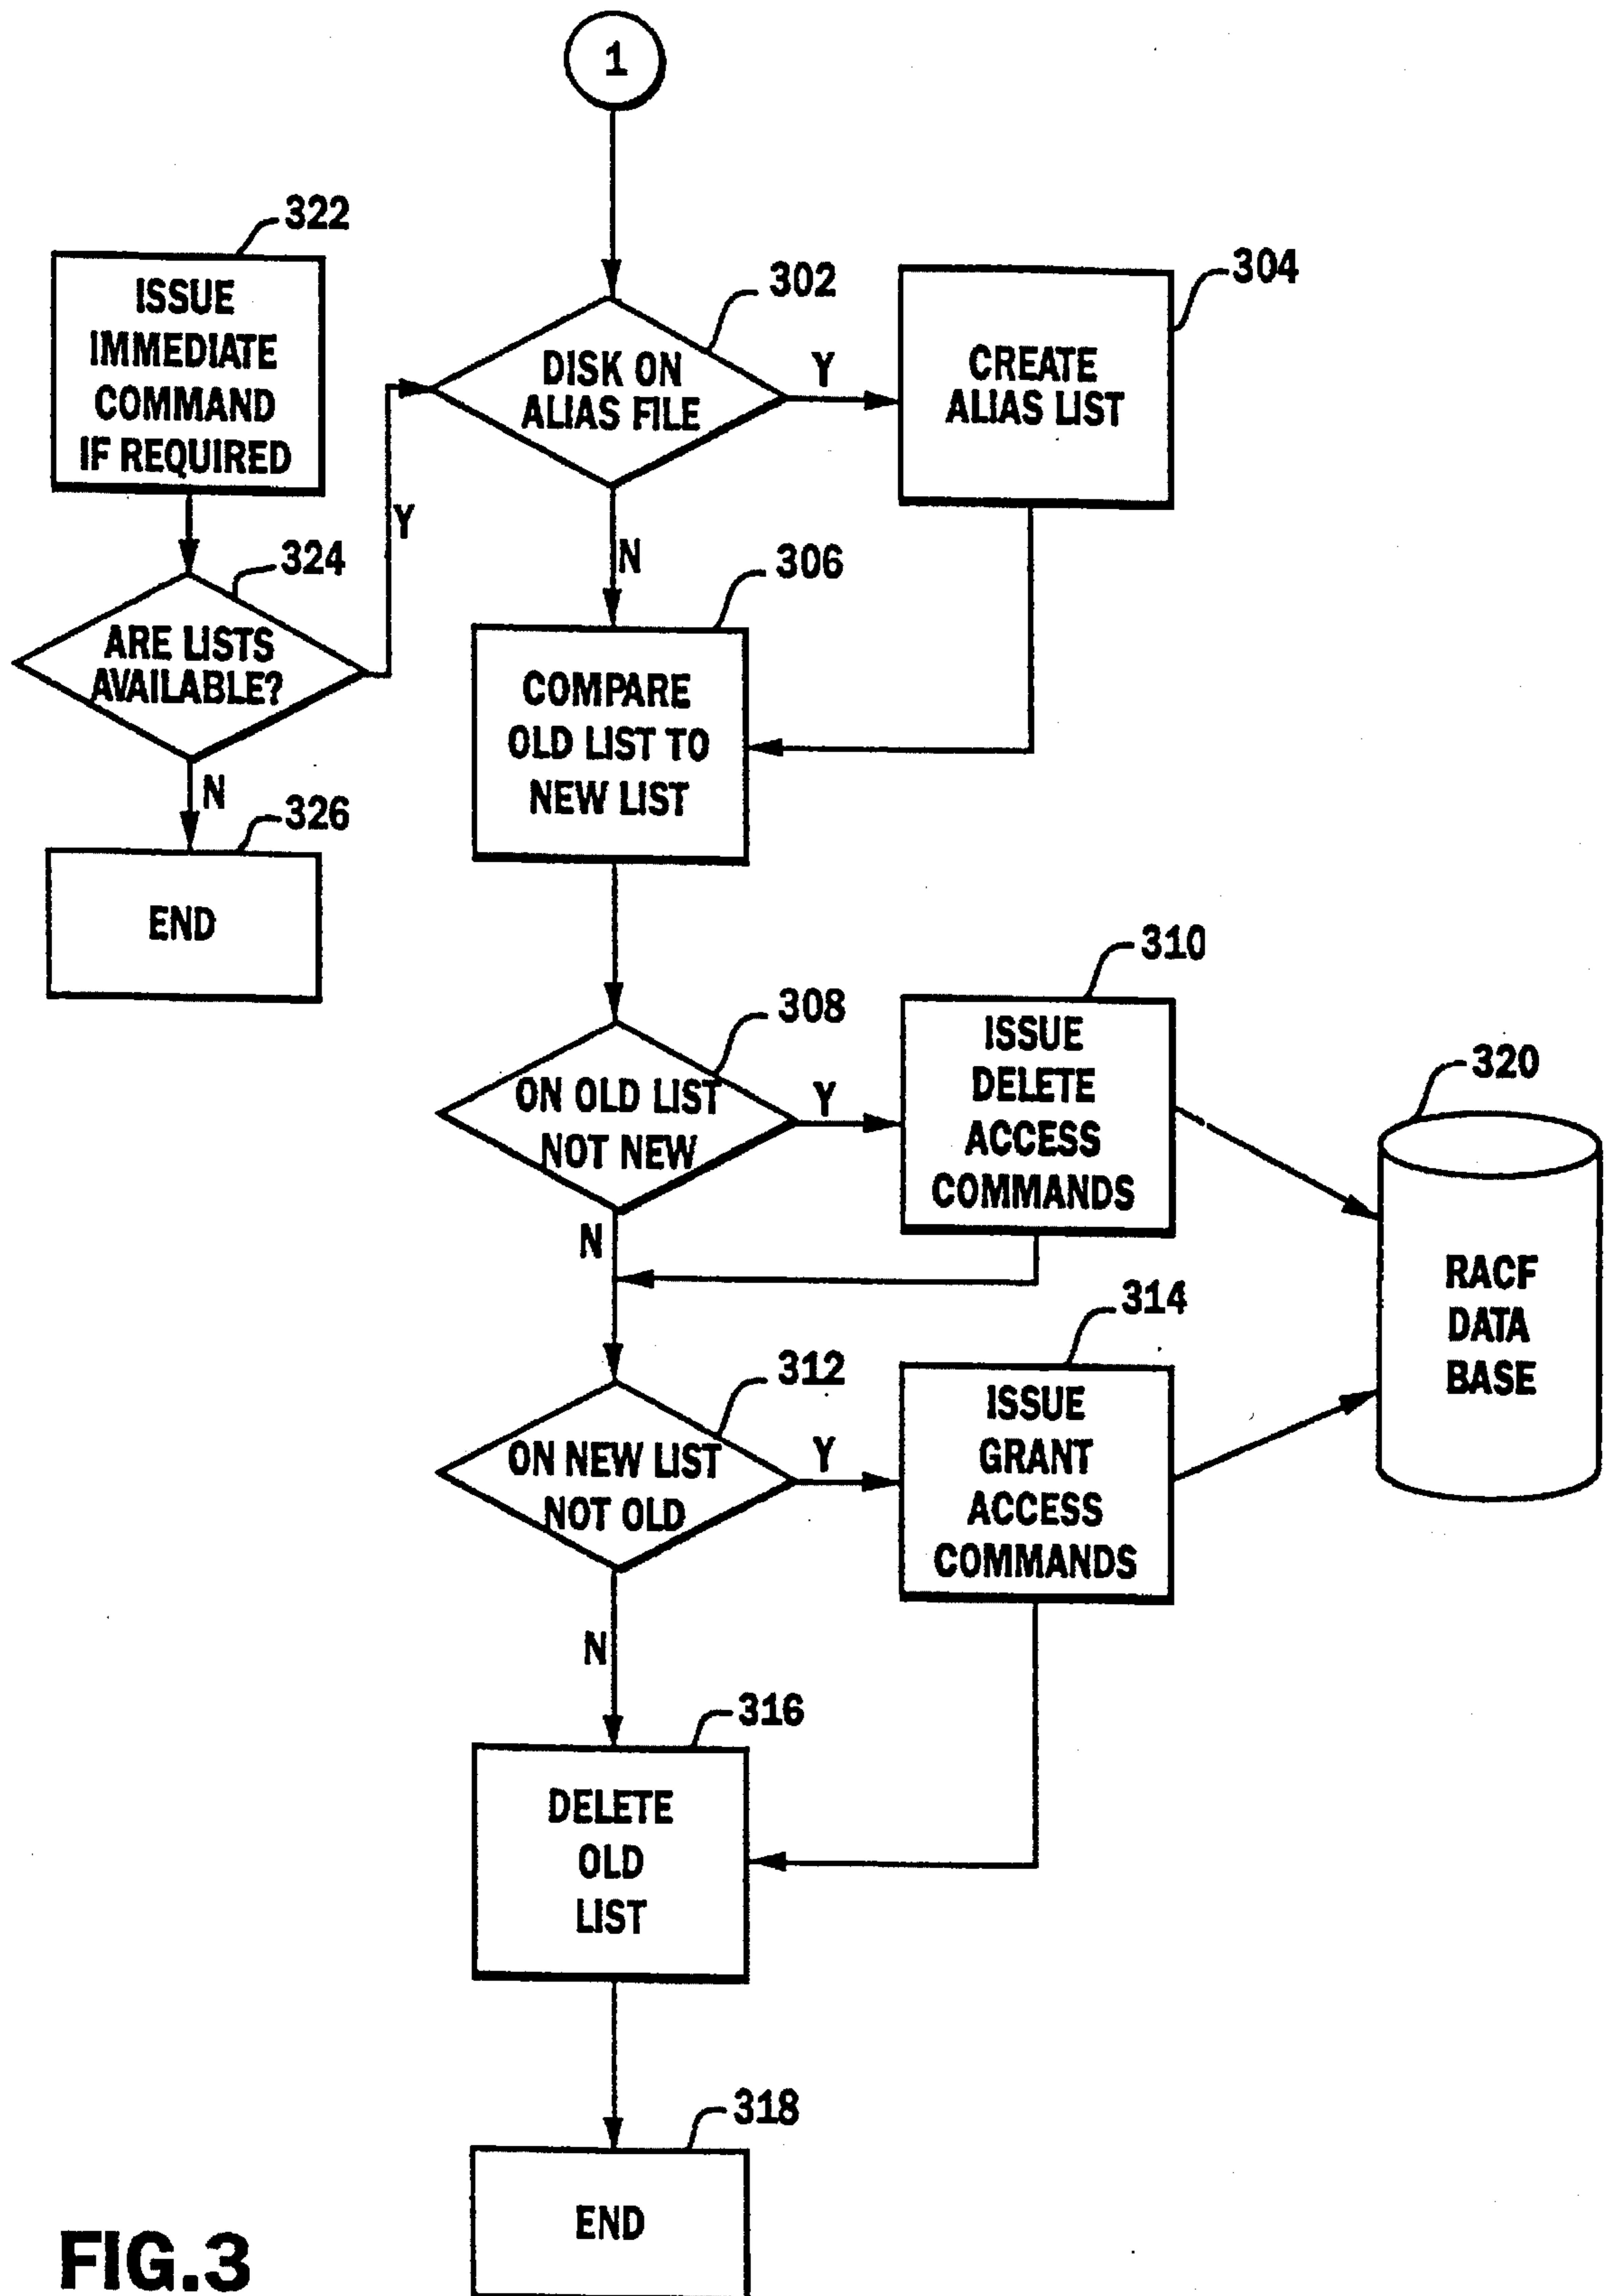 1
322
ISSUE
IMMEDIATE
COMMAND
IF REQUIRED
302
DISK ON
ALIAS FILE
Y
304
CREATE
ALIAS LIST
Y
N
324
ARE LISTS
AVAILABLE?
N
326
END
306
COMPARE
OLD LIST TO
NEW LIST
308
ON OLD LIST
NOT NEW
Y
N
310
ISSUE
DELETE
ACCESS
COMMANDS
320
RACF
DATA
BASE
312
ON NEW LIST
NOT OLD
Y
N
314
ISSUE
GRANT
ACCESS
COMMANDS
316
DELETE
OLD
LIST
318
END
FIG.3